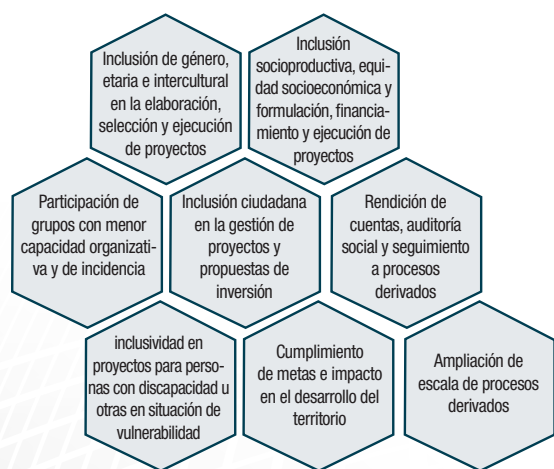 Inclusión de género,
etaria e intercultural
en la elaboración,
selección y ejecución
de proyectos
Inclusión
socioproductiva, equi-
dad socioeconómica y
formulación, financia-
miento y ejecución de
proyectos
Participación de
grupos con menor
capacidad organizati-
va y de incidencia
Inclusión ciudadana
en la gestión de
proyectos y
propuestas de
inversión
Rendición de
cuentas, auditoría
social y seguimiento
a procesos
derivados
inclusividad en
proyectos para perso-
nas con discapacidad u
otras en situación de
vulnerabilidad
Cumplimiento
de metas e impacto
en el desarrollo del
territorio
Ampliación de
escala de procesos
derivados